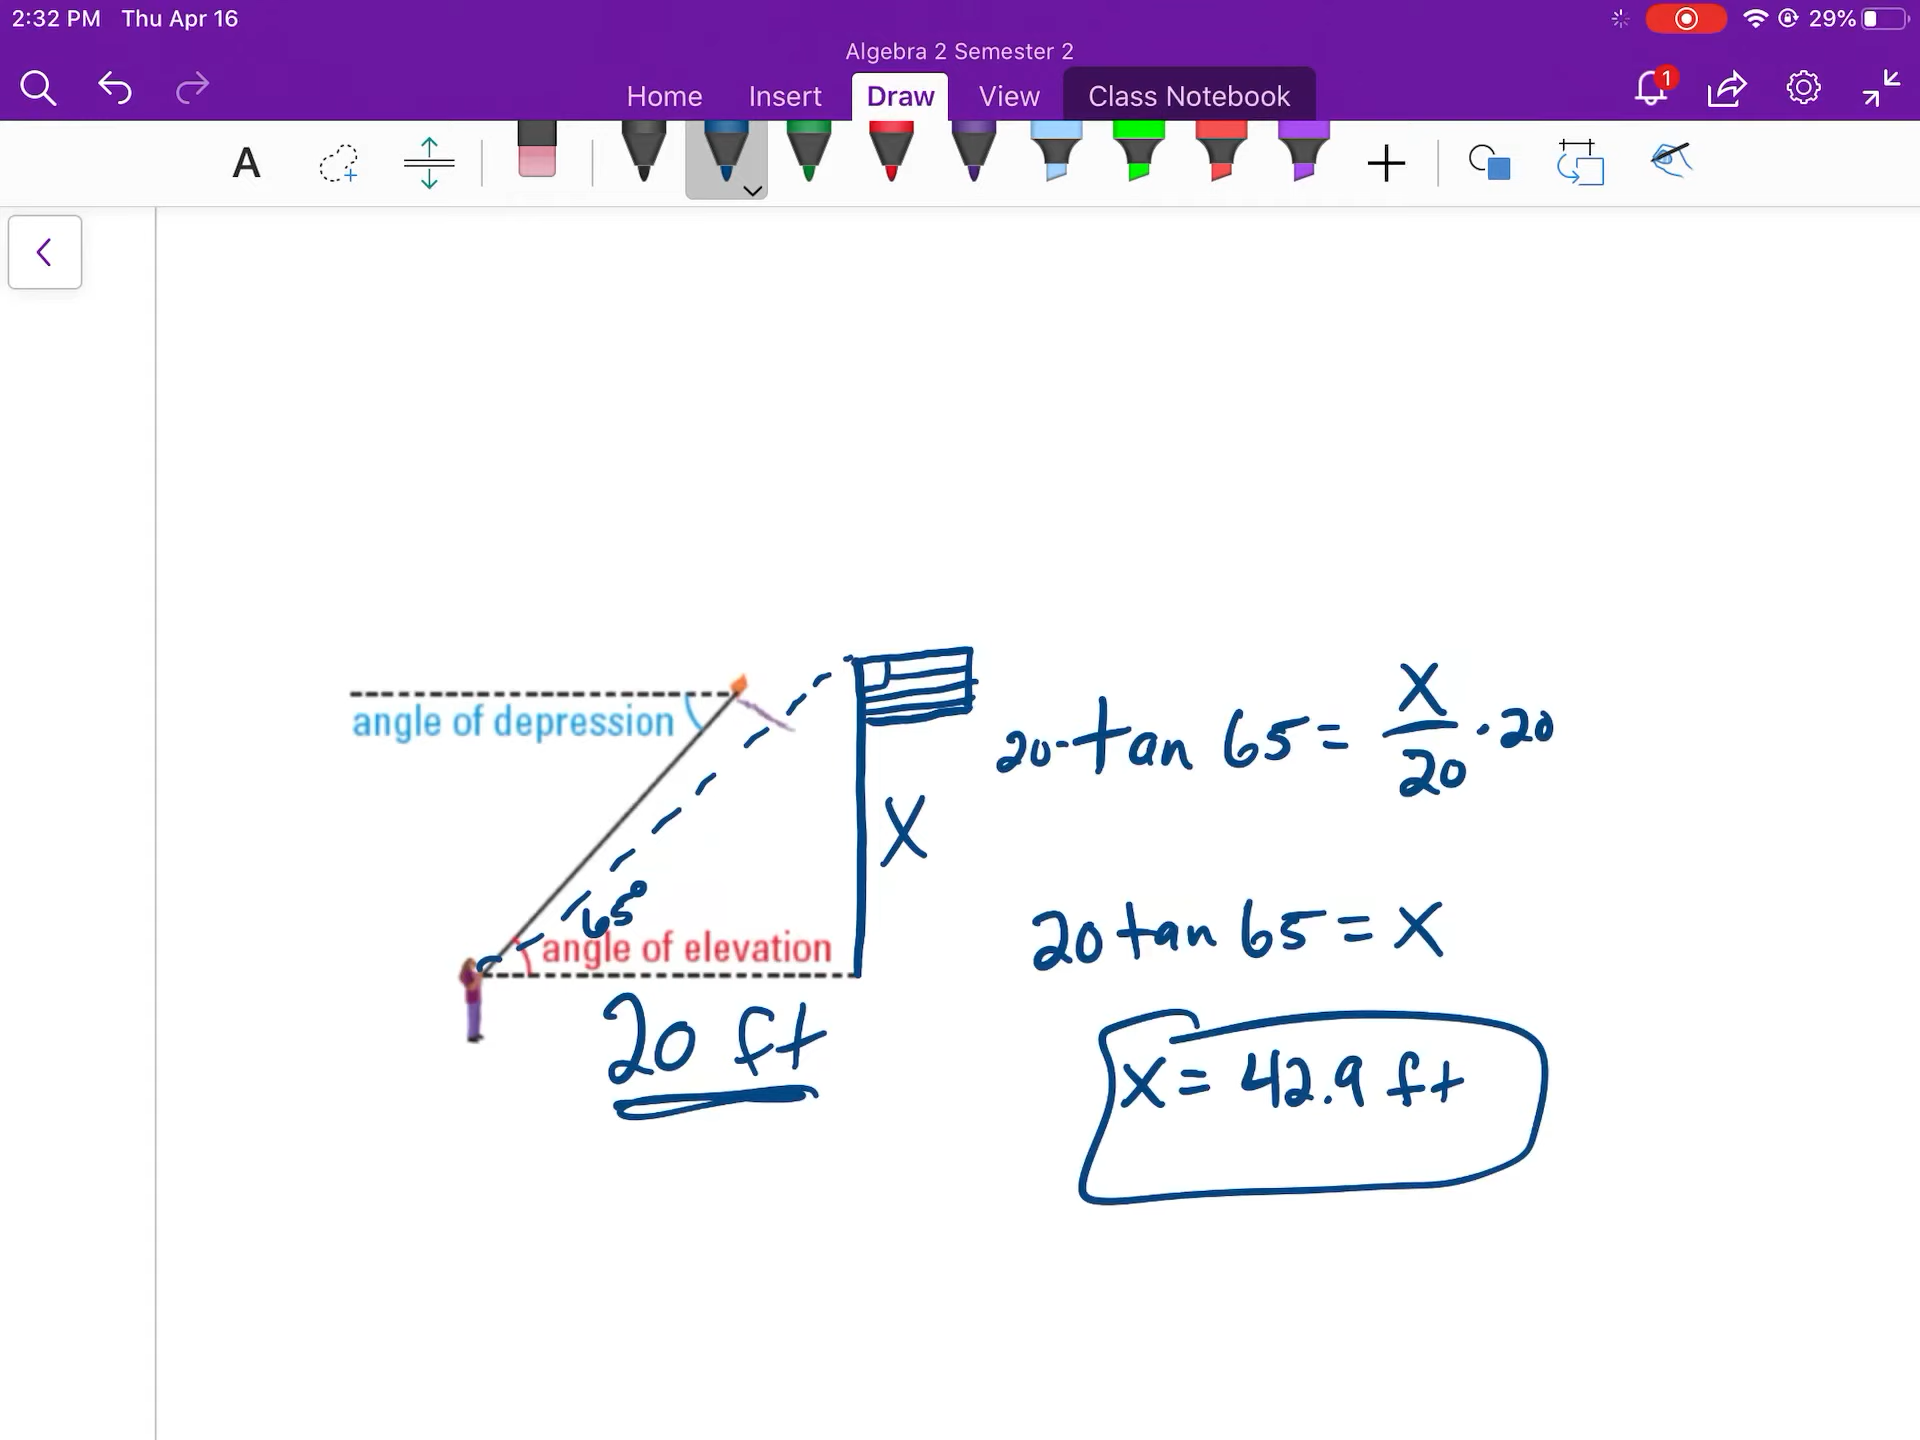 2:32 PM Thu Apr 16
29%
Algebra 2 Semester 2
Home Insert Draw View Class Notebook
1
A
angle of depression
65°
angle of elevation
20 ft
X
20·tan 65 = X/20 · 20
20 tan 65 = X
X = 42.9 ft